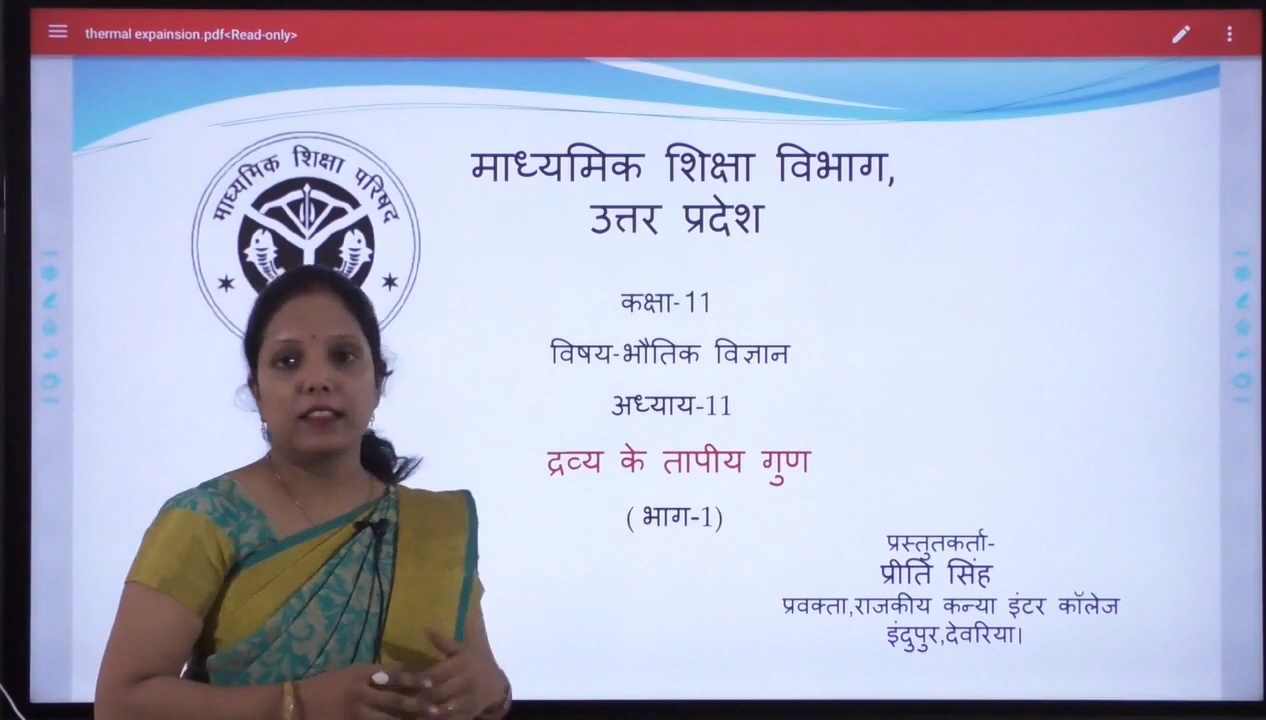 thermal expainsion.pdf<Read-only>
माध्यमिक शिक्षा परिषद
माध्यमिक शिक्षा विभाग,
उत्तर प्रदेश
कक्षा-11
विषय-भौतिक विज्ञान
अध्याय-11
द्रव्य के तापीय गुण
( भाग-1)
प्रस्तुतकर्ता-
प्रीति सिंह
प्रवक्ता,राजकीय कन्या इंटर कॉलेज
इंदुपुर,देवरिया।